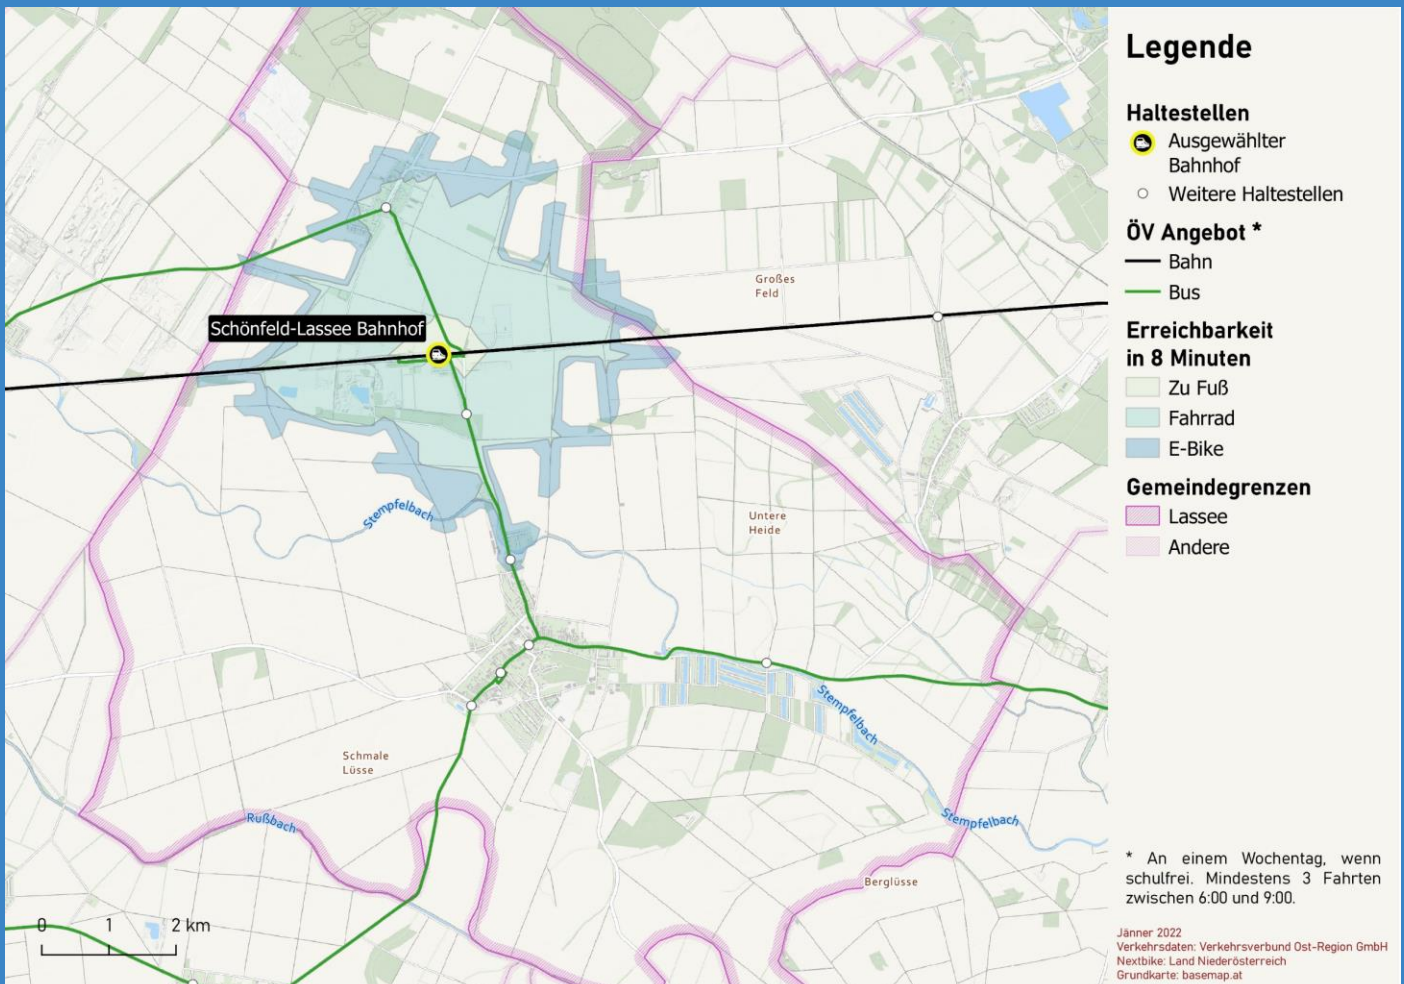 Legende
Haltestellen
Ausgewählter
Bahnhof
Weitere Haltestellen
ÖV Angebot *
Bahn
Bus
Erreichbarkeit
in 8 Minuten
Zu Fuß
Fahrrad
E-Bike
Gemeindegrenzen
Lassee
Andere
* An einem Wochentag, wenn
schulfrei. Mindestens 3 Fahrten
zwischen 6:00 und 9:00.
Jänner 2022
Verkehrsdaten: Verkehrsverbund Ost-Region GmbH
Nextbike: Land Niederösterreich
Grundkarte: basemap.at
Großes
Feld
Schönfeld-Lassee Bahnhof
Stempfelbach
Untere
Heide
Stempfelbach
Schmale
Lüsse
Rußbach
Stempfelbach
Berglüsse
0 1 2 km